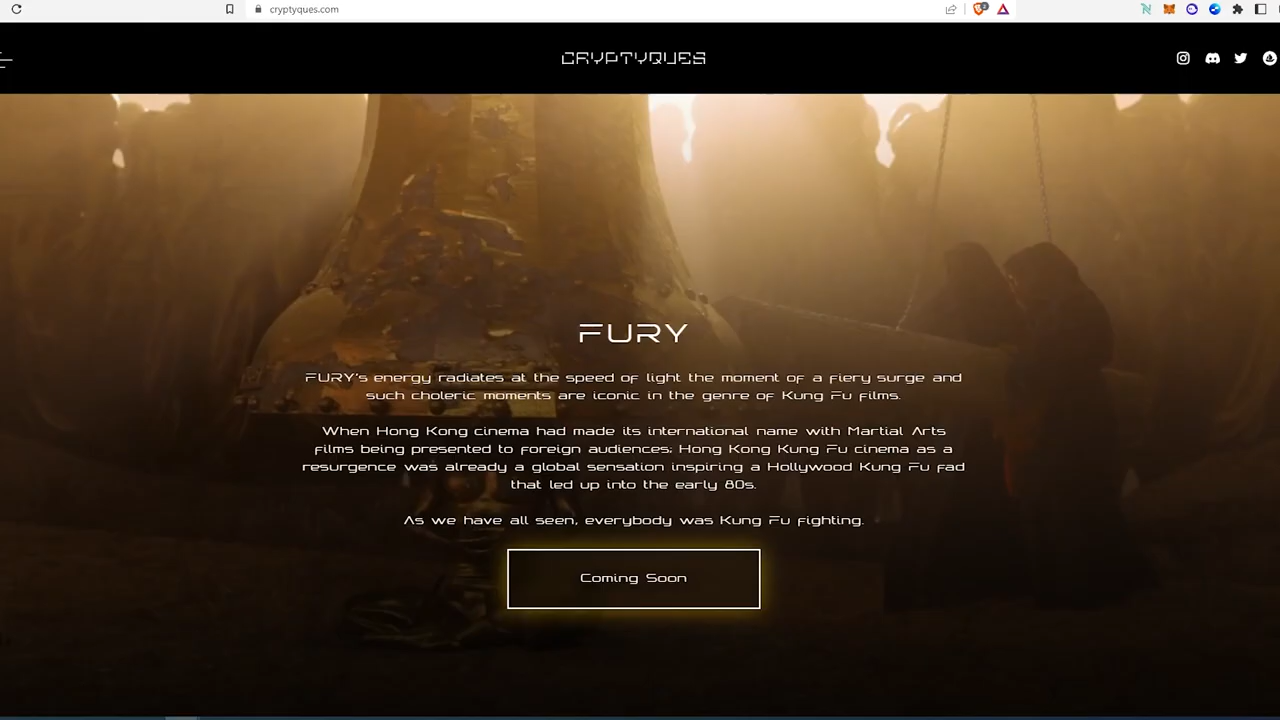 cryptyques.com
CRYPTYQUES
FURY
FURY's energy radiates at the speed of light the moment of a fiery surge and
such choleric moments are iconic in the genre of Kung Fu films.
When Hong Kong cinema had made its international name with Martial Arts
films being presented to foreign audiences; Hong Kong Kung Fu cinema as a
resurgence was already a global sensation inspiring a Hollywood Kung Fu fad
that led up into the early 80s.
As we have all seen, everybody was Kung Fu fighting.
Coming Soon